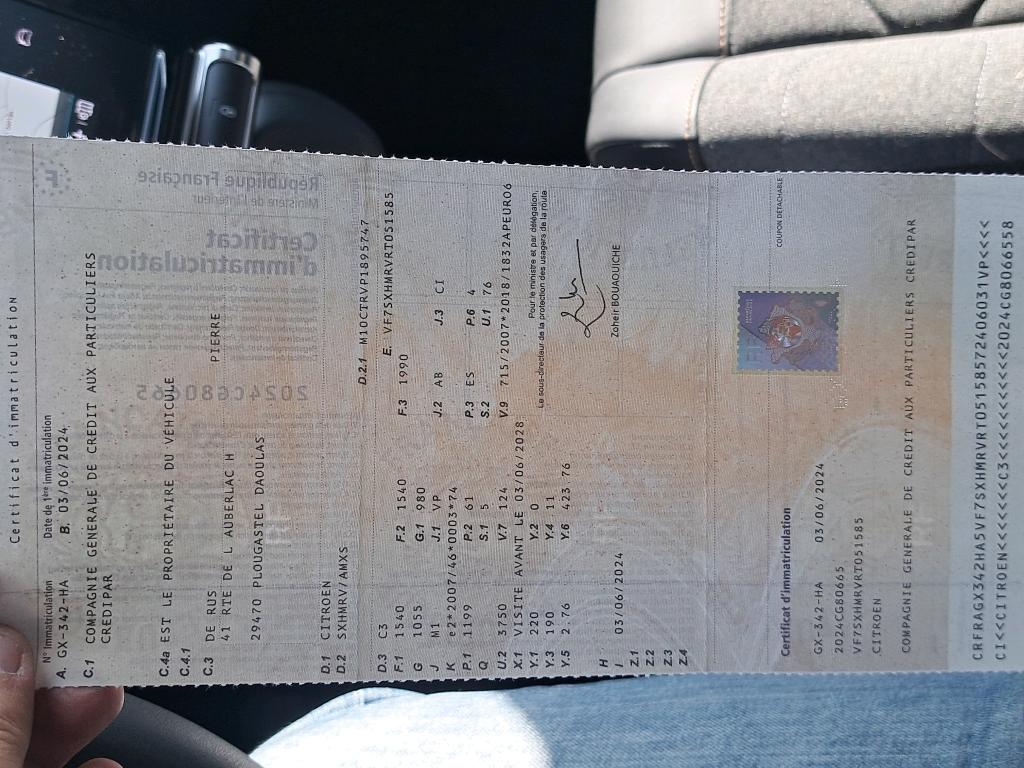 Certificat d'immatriculation
N° Immatriculation Date de 1ère immatriculation
A. GX-342-HA B. 03/06/2024
C.1 COMPAGNIE GENERALE DE CREDIT AUX PARTICULIERS
CREDIPAR
C.4a EST LE PROPRIÉTAIRE DU VÉHICULE
C.4.1
C.3 DE RUS PIERRE
41 RTE DE L AUBERLAC H
29470 PLOUGASTEL DAOULAS
D.1 CITROEN
D.2 SXHMRV/AMXS D.2.1 M10CTRVP1895747
D.3 C3 E. VF7SXHMRVRT051585
F.1 1540 F.2 1540 F.3 1990
G 1055 G.1 980
J M1 J.1 VP J.2 AB J.3 CI
K e2*2007/46*0003*74
P.1 1199 P.2 61 P.3 ES P.6 4
Q S.1 5 S.2 U.1 76
U.2 3750 V.7 124 V.9 715/2007*2018/1832APEURO6
X.1 VISITE AVANT LE 03/06/2028
Y.1 220 Y.2 0
Y.3 190 Y.4 11
Y.5 2.76 Y.6 423.76
Pour le ministre et par délégation,
Le sous-directeur de la protection des usagers de la route
Zoheir BOUAOUICHE
H
I 03/06/2024
Z.1
Z.2
Z.3
Z.4
COUPON DÉTACHABLE
Certificat d'immatriculation
GX-342-HA 03/06/2024
2024CG80665
VF7SXHMRVRT051585
CITROEN
COMPAGNIE GENERALE DE CREDIT AUX PARTICULIERS CREDIPAR
CRFRAGX342HA5VF7SXHMRVRT0515857240603​1VP<<<<
CI<<CITROEN<<<<<<C3<<<<<<<<<<<2024CG8066558
République Française
Ministère de l'Intérieur
Certificat
d'immatriculation
2024CG80665